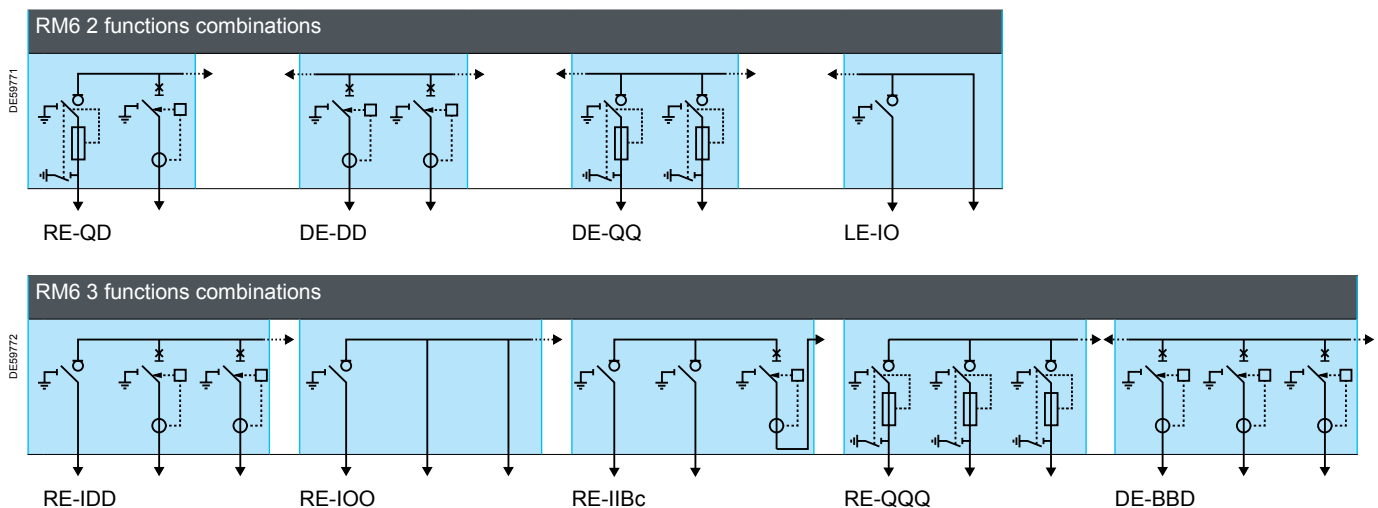 RM6 2 functions combinations
DE59771
RE-QD
DE-DD
DE-QQ
LE-IO
RM6 3 functions combinations
DE59772
RE-IDD
RE-IOO
RE-IIBc
RE-QQQ
DE-BBD